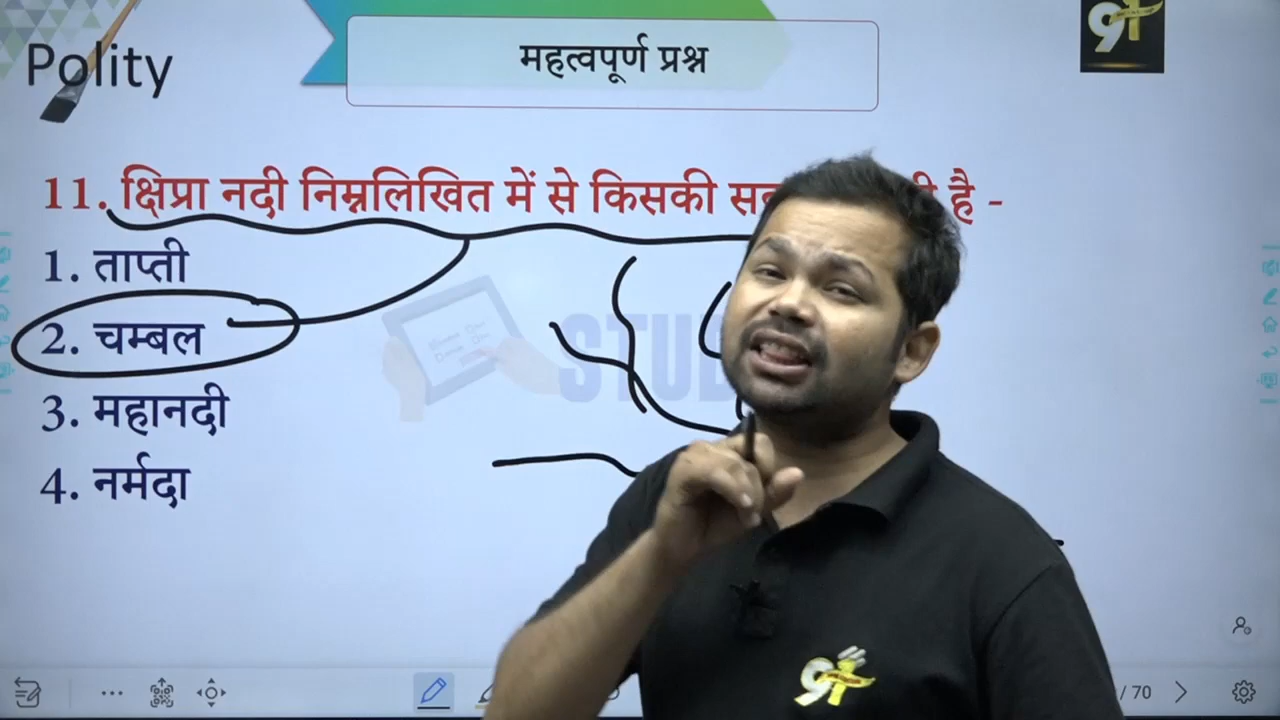 Polity
महत्वपूर्ण प्रश्न
11. क्षिप्रा नदी निम्नलिखित में से किसकी है -
1. ताप्ती
2. चम्बल
3. महानदी
4. नर्मदा
/ 70